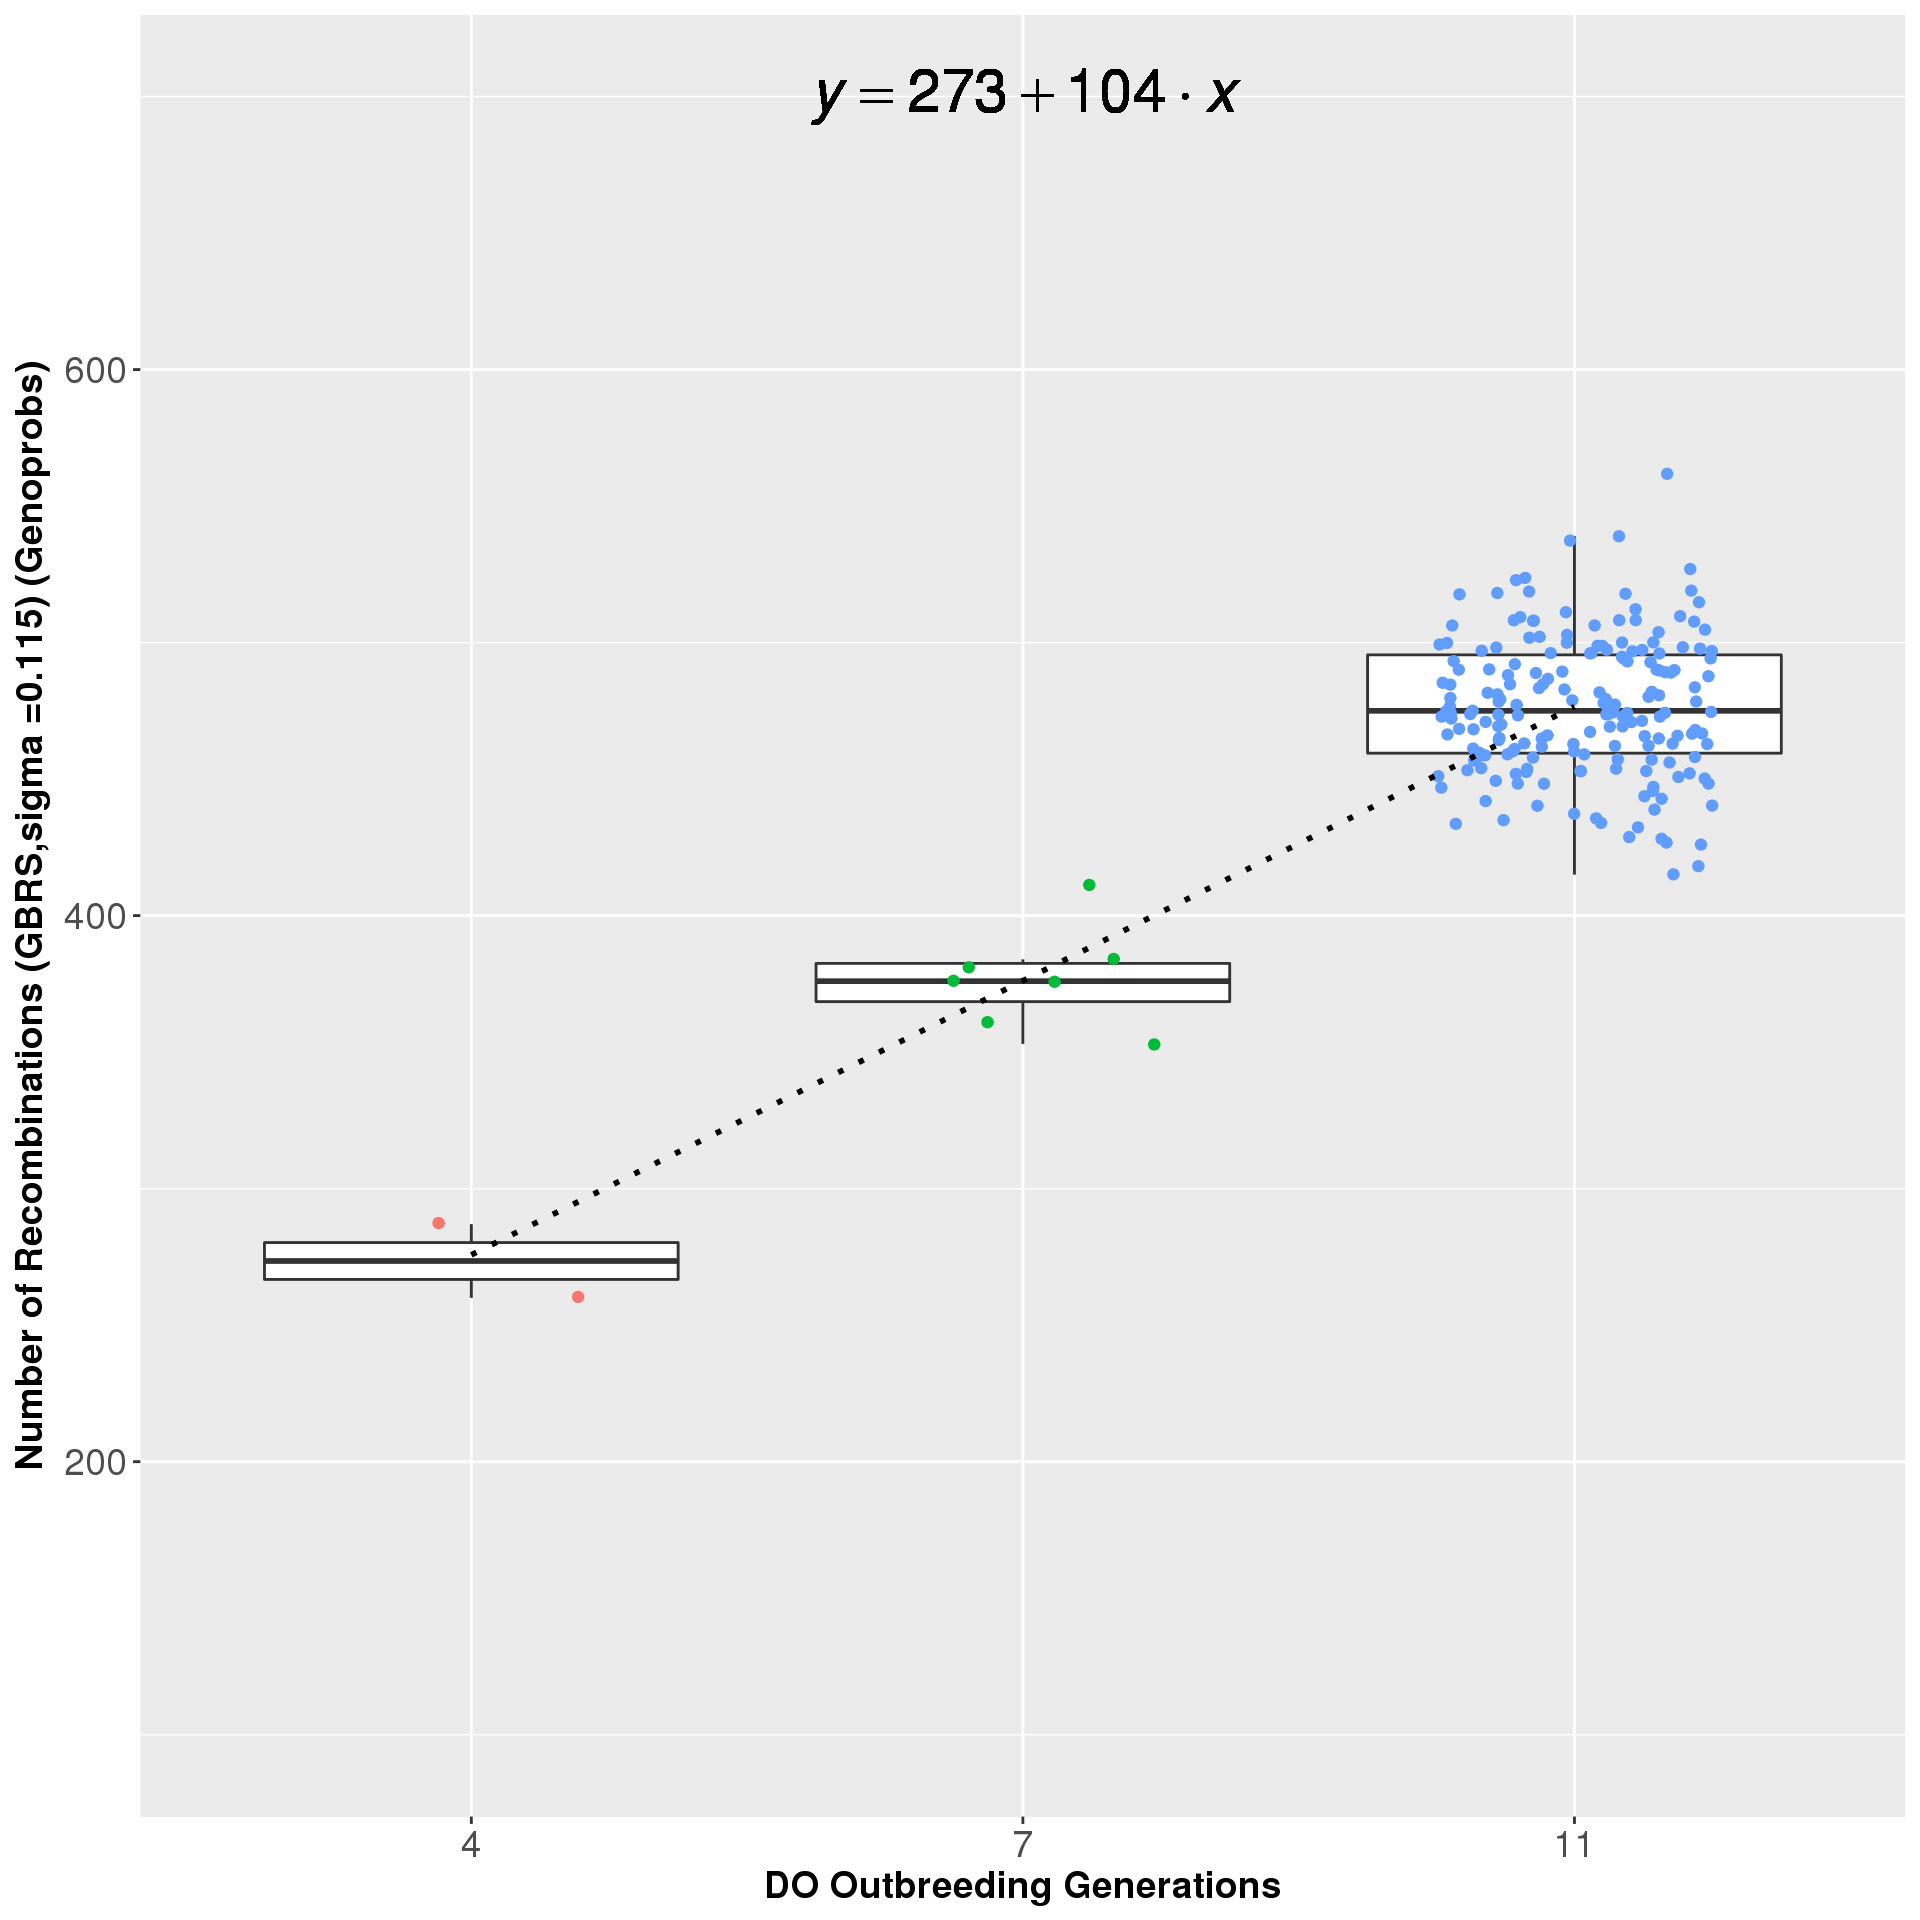 y = 273 + 104 · x
Number of Recombinations (GBRS,sigma =0.115) (Genoprobs)
600
400
200
4 7 11
DO Outbreeding Generations